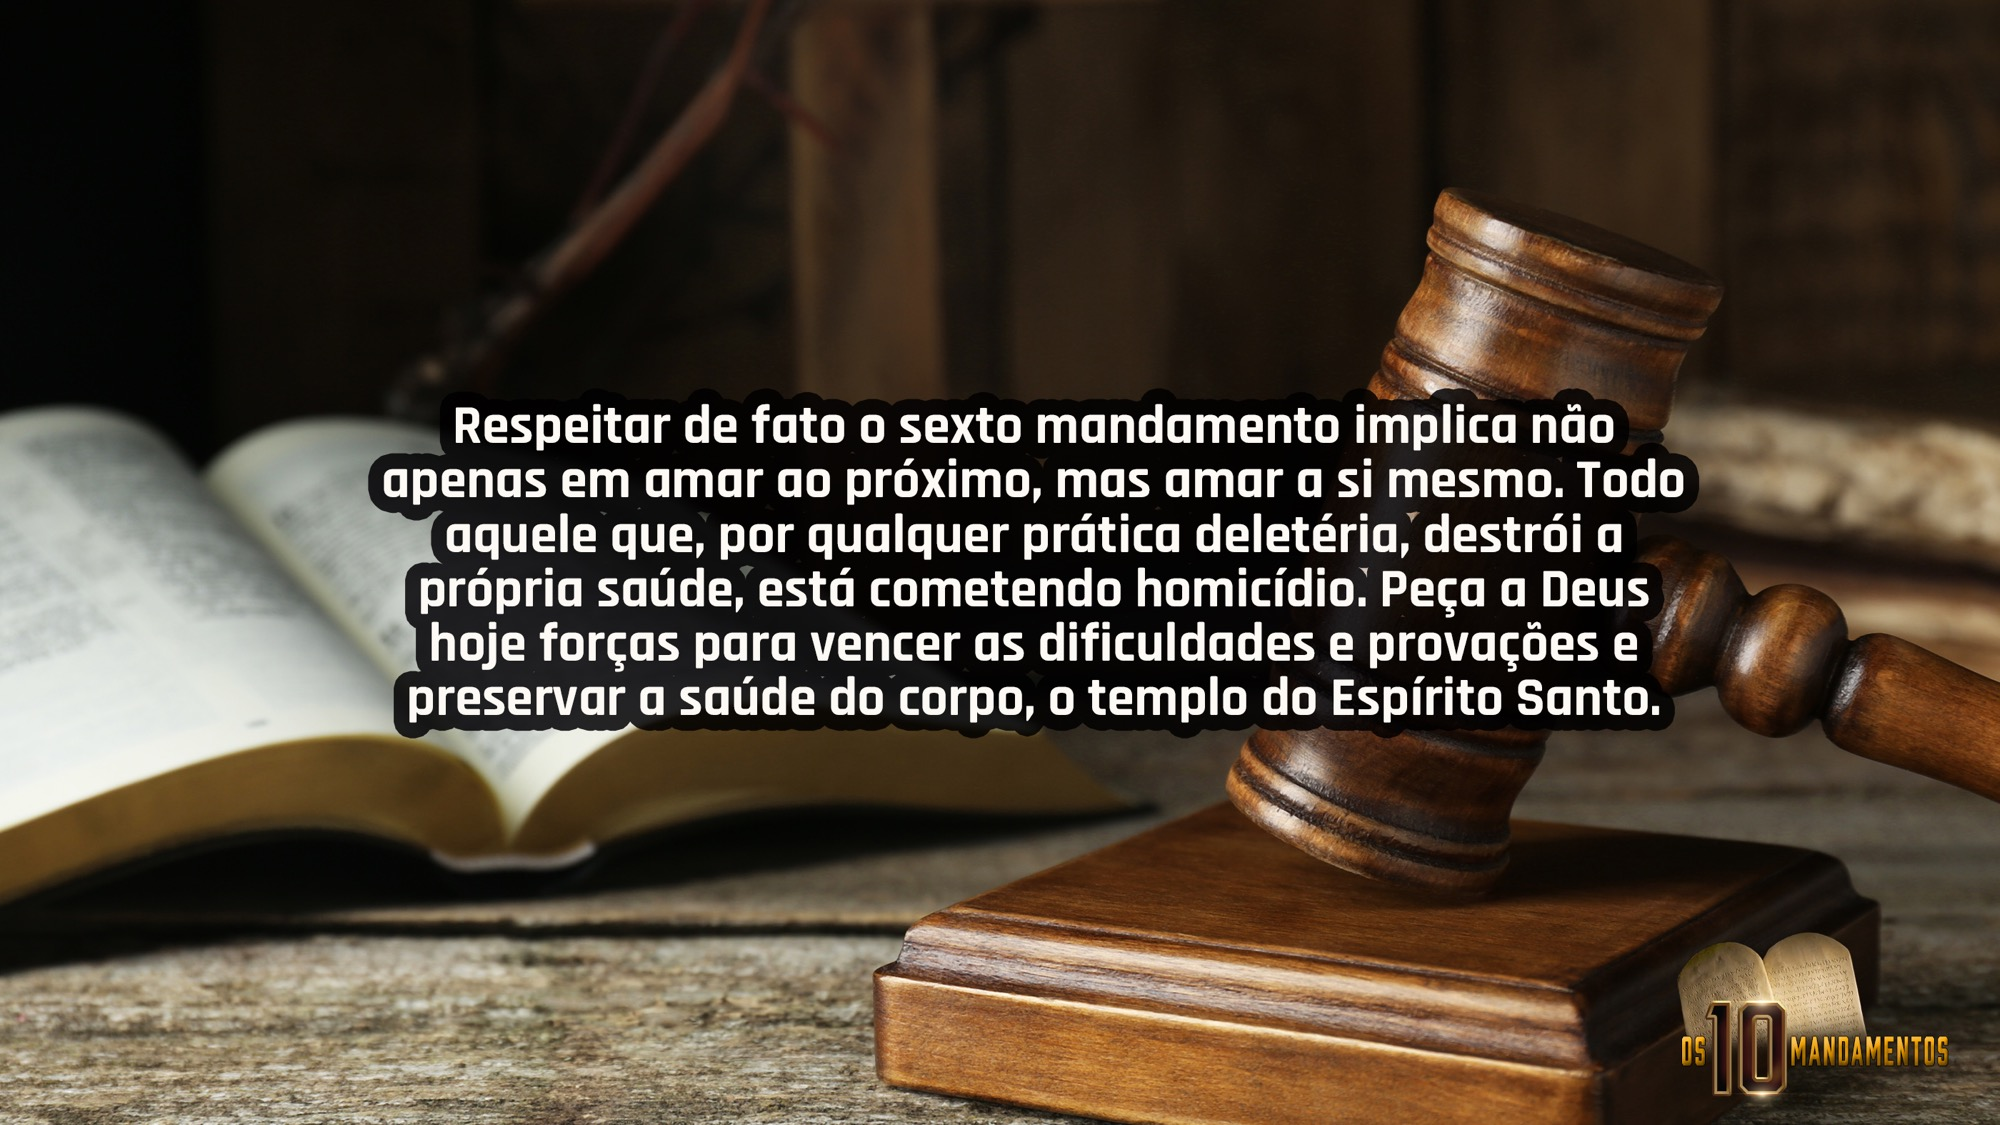 Respeitar de fato o sexto mandamento implica não
apenas em amar ao próximo, mas amar a si mesmo. Todo
aquele que, por qualquer prática deletéria, destrói a
própria saúde, está cometendo homicídio. Peça a Deus
hoje forças para vencer as dificuldades e provações e
preservar a saúde do corpo, o templo do Espírito Santo.
OS 10 MANDAMENTOS